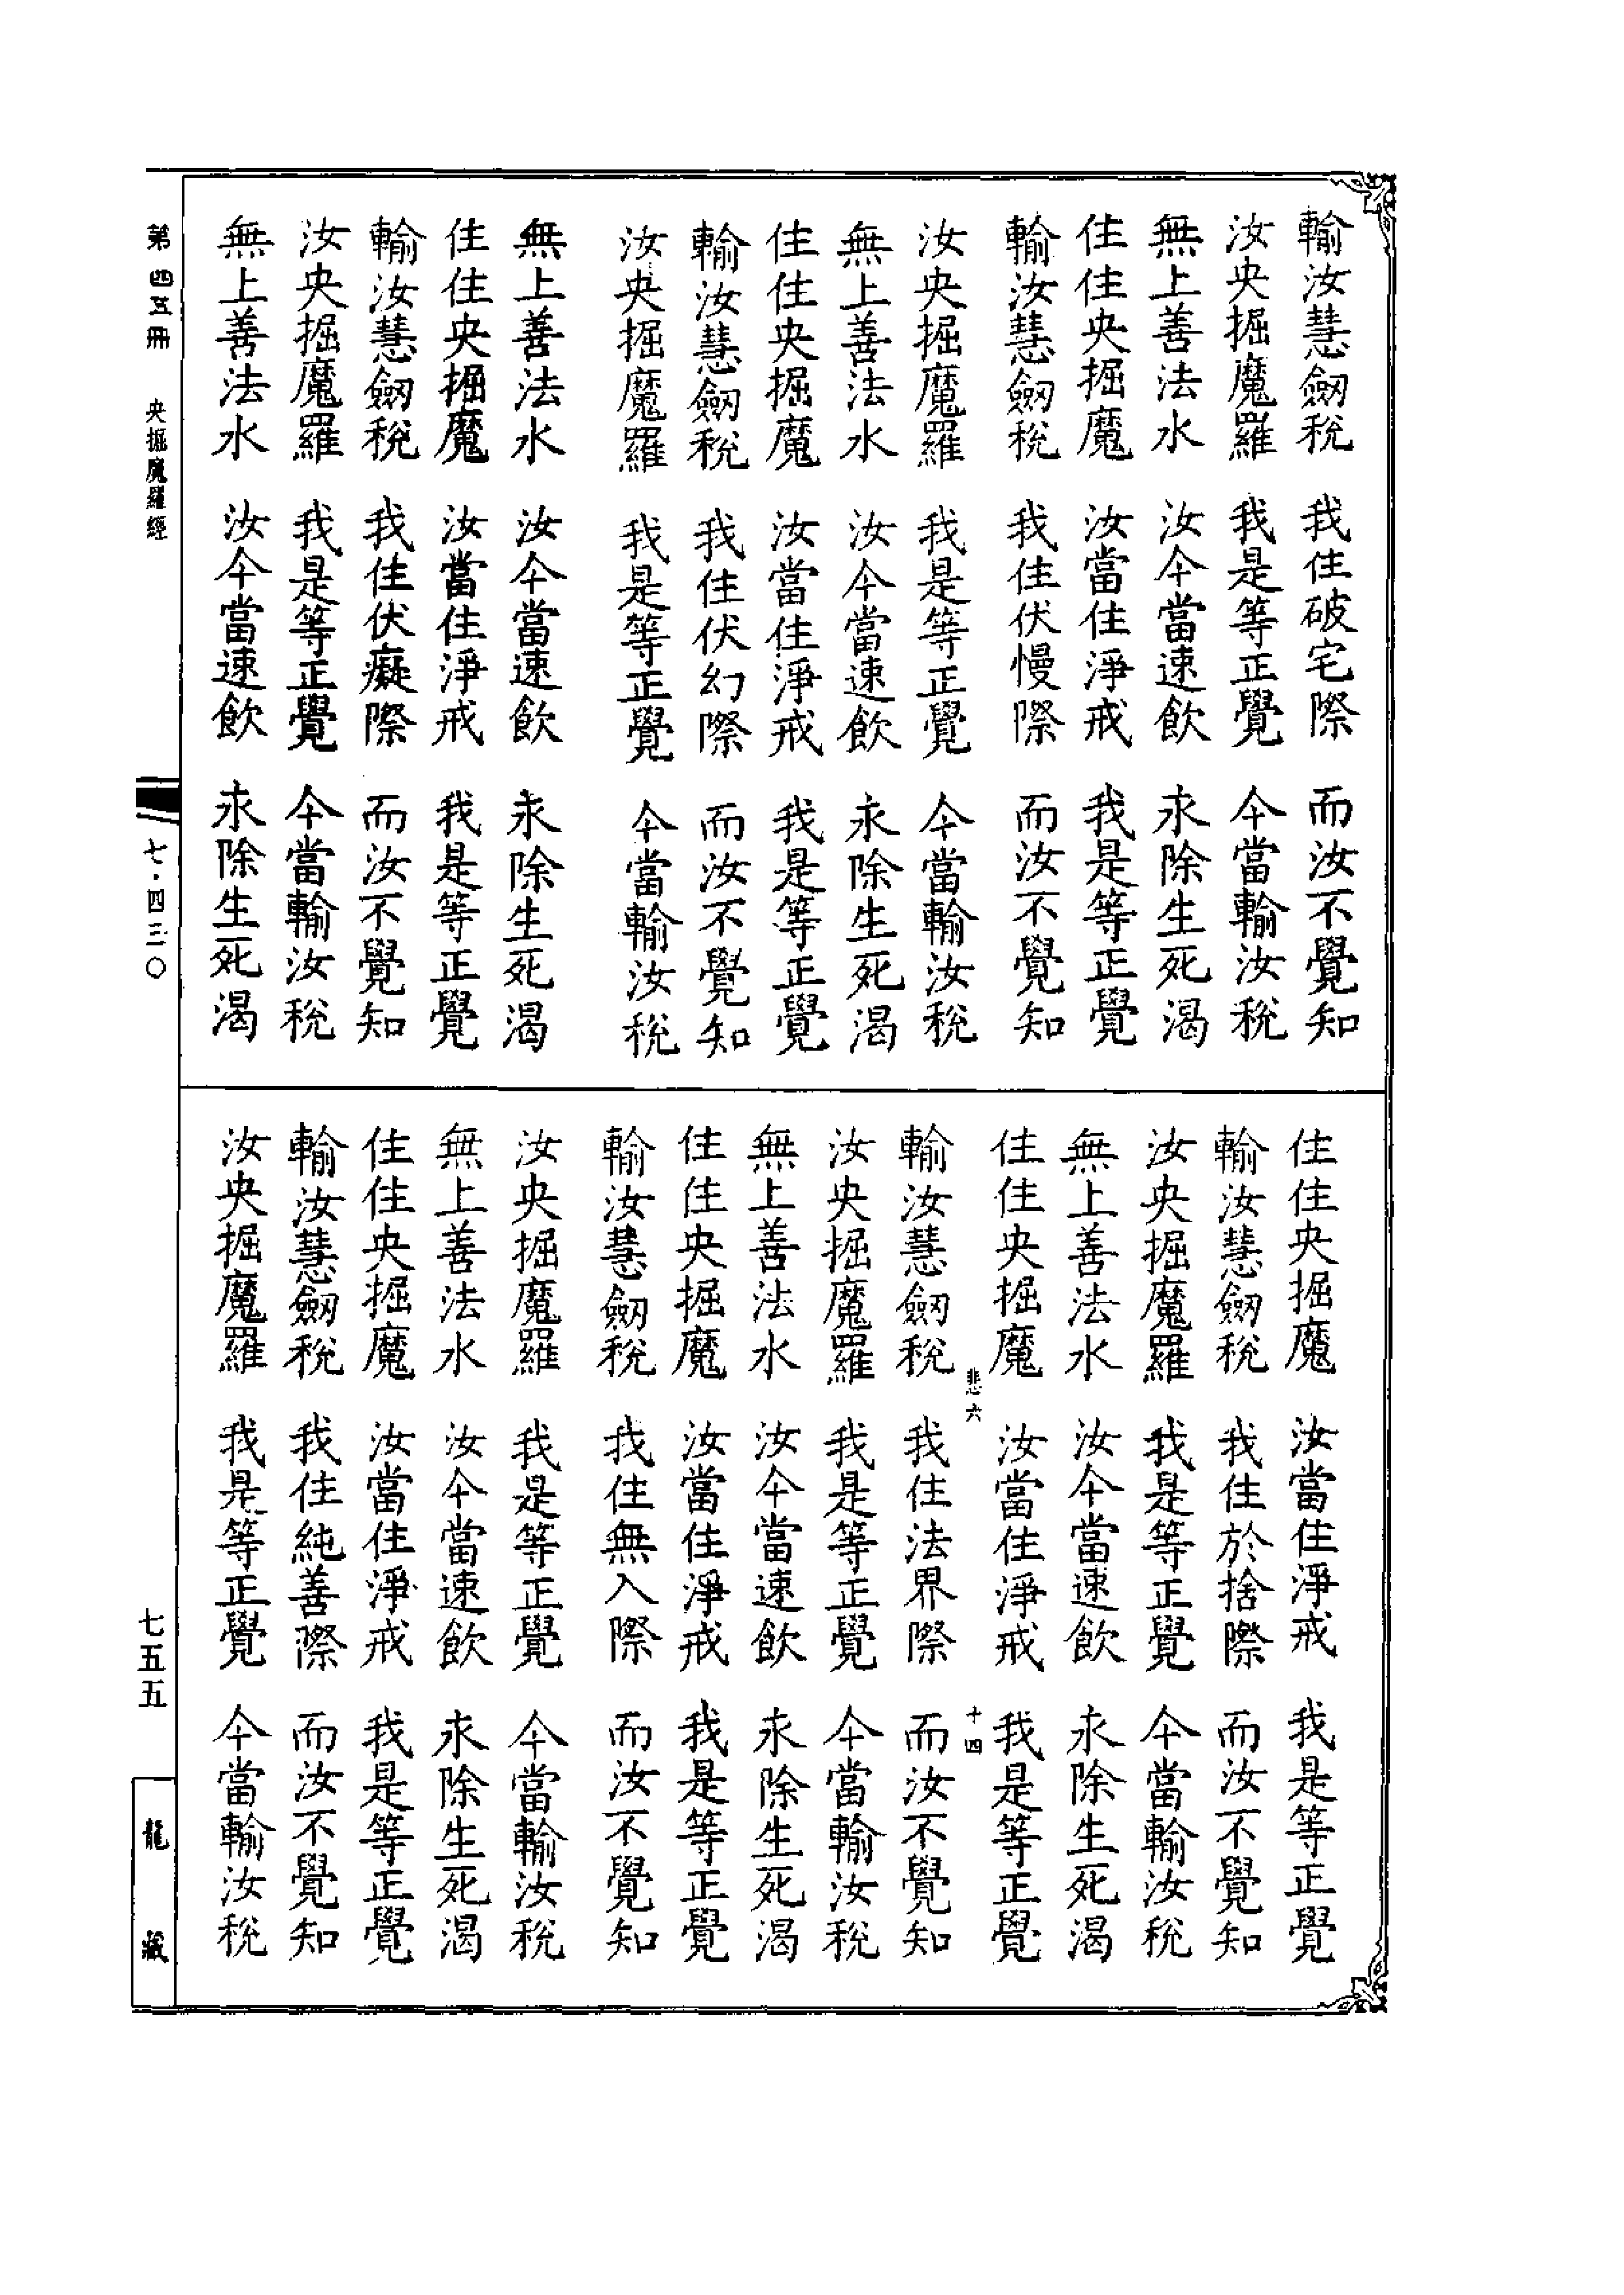 輸汝慧劒稅 我住破宅際 而汝不覺知
汝央掘魔羅 我是等正覺 今當輸汝稅
無上善法水 汝今當速飲 永除生死渴
住住央掘魔 汝當住淨戒 我是等正覺
輸汝慧劒稅 我住伏慢際 而汝不覺知
汝央掘魔羅 我是等正覺 今當輸汝稅
無上善法水 汝今當速飲 永除生死渴
住住央掘魔 汝當住淨戒 我是等正覺
輸汝慧劒稅 我住伏幻際 而汝不覺知
汝央掘魔羅 我是等正覺 今當輸汝稅
無上善法水 汝今當速飲 永除生死渴
住住央掘魔 汝當住淨戒 我是等正覺
輸汝慧劒稅 我住伏癡際 而汝不覺知
汝央掘魔羅 我是等正覺 今當輸汝稅
無上善法水 汝今當速飲 永除生死渴
住住央掘魔 汝當住淨戒 我是等正覺
輸汝慧劒稅 我住於捨際 而汝不覺知
汝央掘魔羅 我是等正覺 今當輸汝稅
無上善法水 汝今當速飲 永除生死渴
住住央掘魔 汝當住淨戒 我是等正覺
悲六 十四
輸汝慧劒稅 我住法界際 而汝不覺知
汝央掘魔羅 我是等正覺 今當輸汝稅
無上善法水 汝今當速飲 永除生死渴
住住央掘魔 汝當住淨戒 我是等正覺
輸汝慧劒稅 我住無入際 而汝不覺知
汝央掘魔羅 我是等正覺 今當輸汝稅
無上善法水 汝今當速飲 永除生死渴
住住央掘魔 汝當住淨戒 我是等正覺
輸汝慧劒稅 我住純善際 而汝不覺知
汝央掘魔羅 我是等正覺 今當輸汝稅
第四五冊 央掘魔羅經 七·四三〇 七五五 龍藏